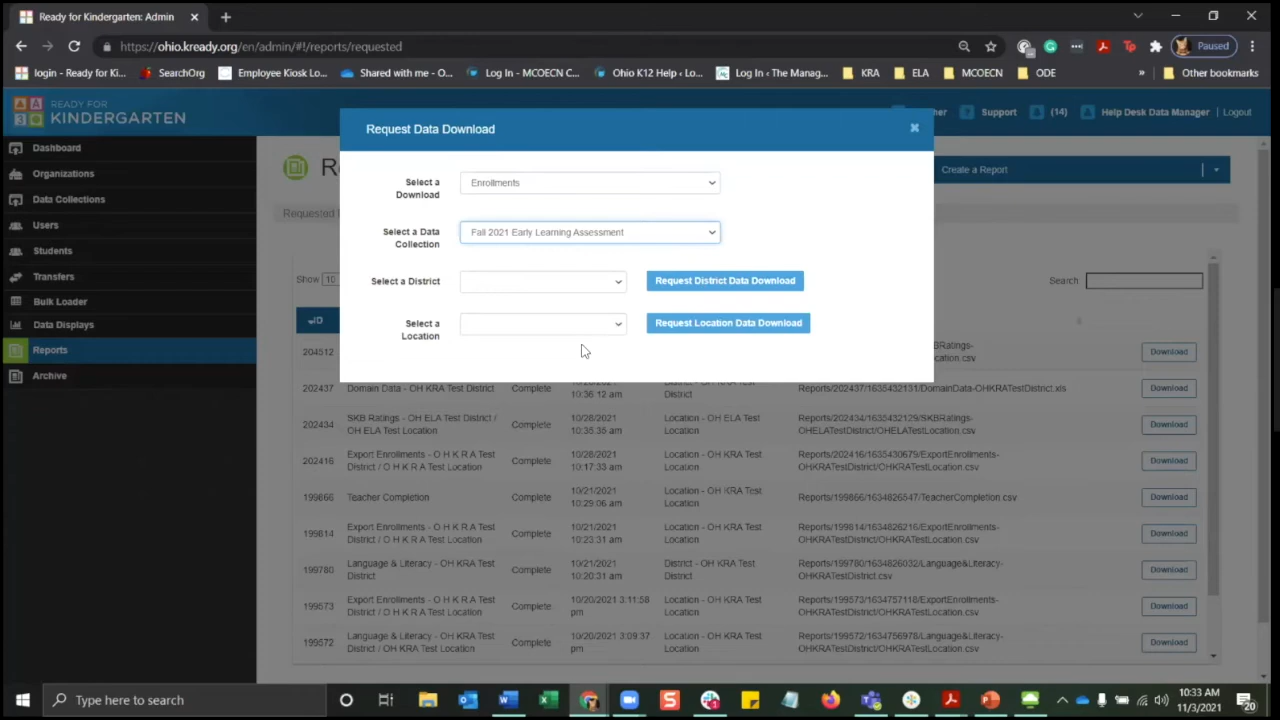 Ready for Kindergarten: Admin
https://ohio.kready.org/en/admin/#!/reports/requested
Paused
login - Ready for Ki...
SearchOrg
Employee Kiosk Lo...
Shared with me - O...
Log In - MCOECN C...
Ohio K12 Help ‹ Lo...
Log In ‹ The Manag...
KRA
ELA
MCOECN
ODE
»
Other bookmarks
READY FOR
KINDERGARTEN
her
Support
(14)
Help Desk Data Manager | Logout
Dashboard
Organizations
Data Collections
Users
Students
Transfers
Bulk Loader
Data Displays
Reports
Archive
Create a Report
Requested
Show 10
Search:
Request Data Download
Select a
Download
Enrollments
Select a Data
Collection
Fall 2021 Early Learning Assessment
Select a District
Request District Data Download
Select a
Location
Request Location Data Download
ID
204512
KRATestDistrict/ExportEnrollments-
Download
202437 Domain Data - OH KRA Test District Complete 10/28/2021
10:36:12 am
District
Reports/202437/1635432131/DomainData-OHKRATestDistrict.xls Download
202434 SKB Ratings - OH ELA Test District /
OH ELA Test Location
Complete 10/28/2021
10:35:35 am
Location - OH ELA Test
Location
Reports/202434/1635432129/SKBRatings-
OHELATestDistrict/OHELATestLocation.csv
Download
202416 Export Enrollments - O H K R A Test
District / O H K R A Test Location
Complete 10/28/2021
10:17:33 am
Location - OH KRA Test
Location
Reports/202416/1635430679/ExportEnrollments-
OHKRATestDistrict/OHKRATestLocation.csv
Download
199866 Teacher Completion Complete 10/21/2021
10:29:06 am
Location - OH KRA Test
Location
Reports/199866/1634826547/TeacherCompletion.csv Download
199814 Export Enrollments - O H K R A Test
District / O H K R A Test Location
Complete 10/21/2021
10:23:31 am
Location - OH KRA Test
Location
Reports/199814/1634826216/ExportEnrollments-
OHKRATestDistrict/OHKRATestLocation.csv
Download
199780 Language & Literacy - OH KRA Test
District
Complete 10/21/2021
10:20:31 am
District - OH KRA Test
District
Reports/199780/1634826032/Language&Literacy-
OHKRATestDistrict.csv
Download
199573 Export Enrollments - O H K R A Test
District / O H K R A Test Location
Complete 10/20/2021 3:11:58
pm
Location - OH KRA Test
Location
Reports/199573/1634757118/ExportEnrollments-
OHKRATestDistrict/OHKRATestLocation.csv
Download
199572 Language & Literacy - OH KRA Test
District / OH KRA Test Location
Complete 10/20/2021 3:09:37
pm
Location - OH KRA Test
Location
Reports/199572/1634756978/Language&Literacy-
OHKRATestDistrict/OHKRATestLocation.csv
Download
Type here to search
10:33 AM
11/3/2021
20